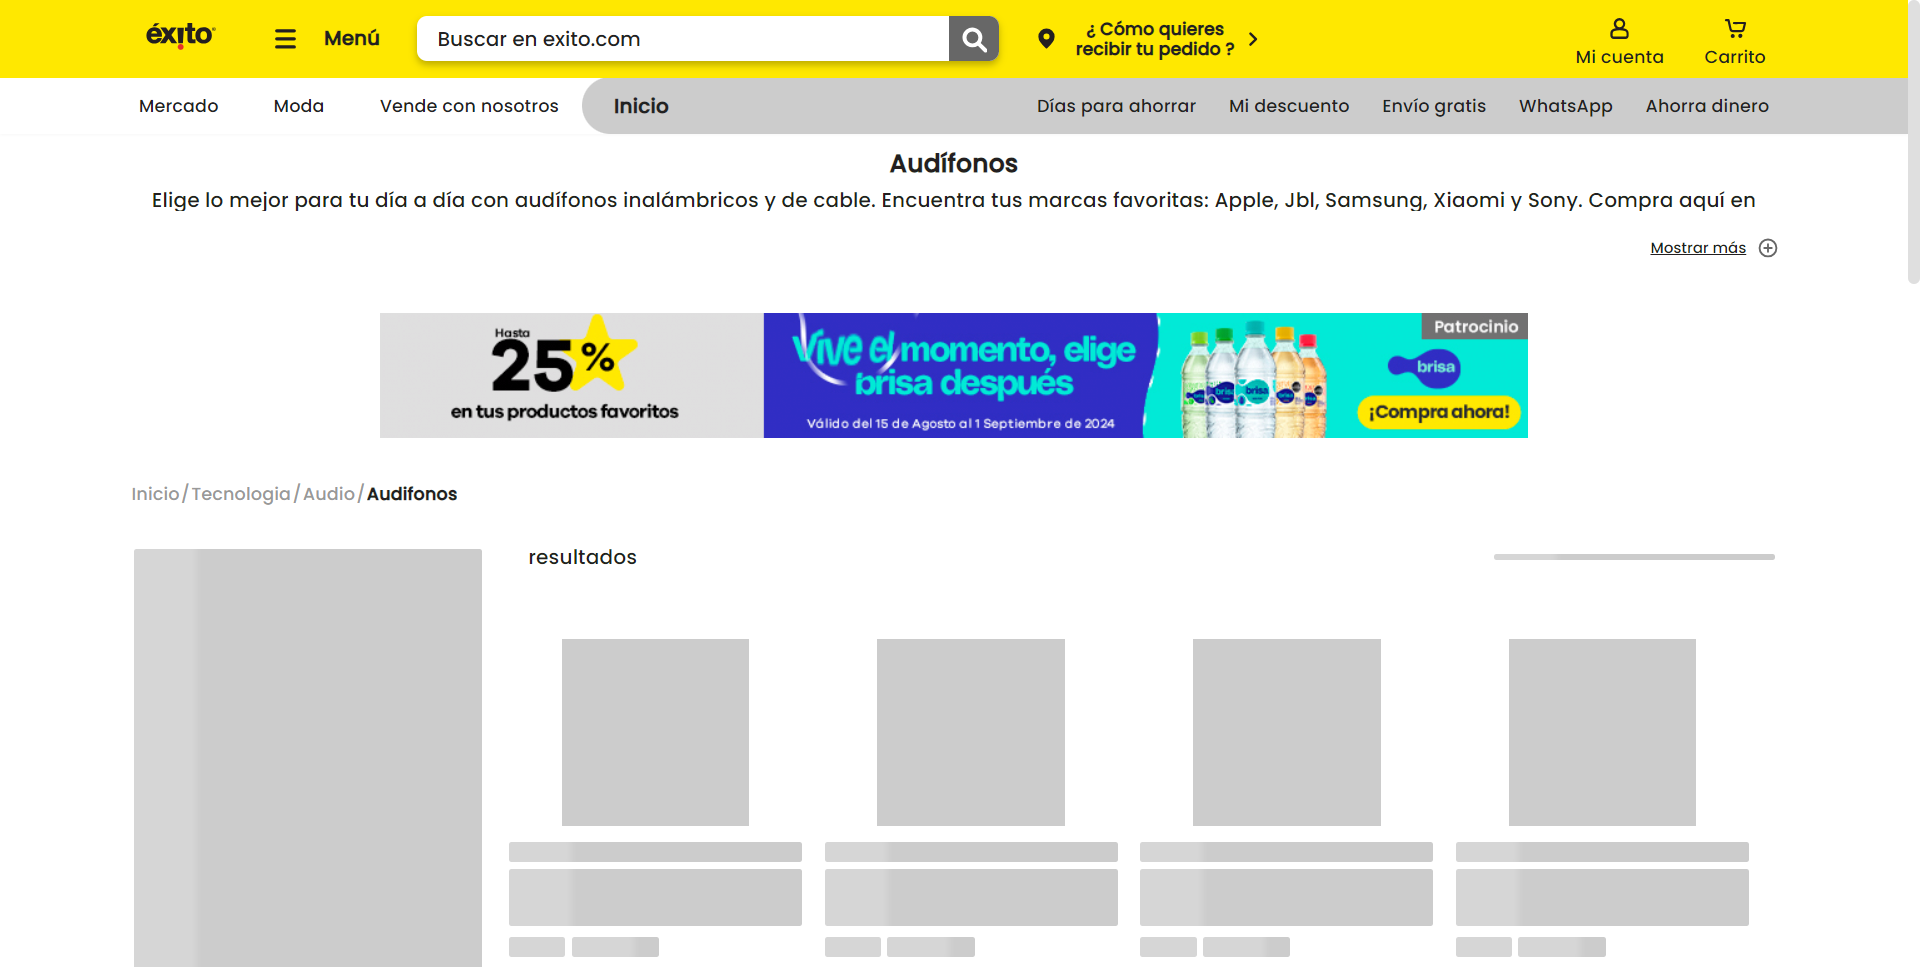 éxito
Menú
Buscar en exito.com
¿ Cómo quieres
recibir tu pedido ?
Mi cuenta
Carrito
Mercado
Moda
Vende con nosotros
Inicio
Días para ahorrar
Mi descuento
Envío gratis
WhatsApp
Ahorra dinero
Audífonos
Elige lo mejor para tu día a día con audífonos inalámbricos y de cable. Encuentra tus marcas favoritas: Apple, Jbl, Samsung, Xiaomi y Sony. Compra aquí en
Mostrar más
Hasta
25%
en tus productos favoritos
Vive el momento, elige
brisa después
Válido del 15 de Agosto al 1 Septiembre de 2024
Patrocinio
brisa
¡Compra ahora!
Inicio/Tecnologia/Audio/Audifonos
resultados